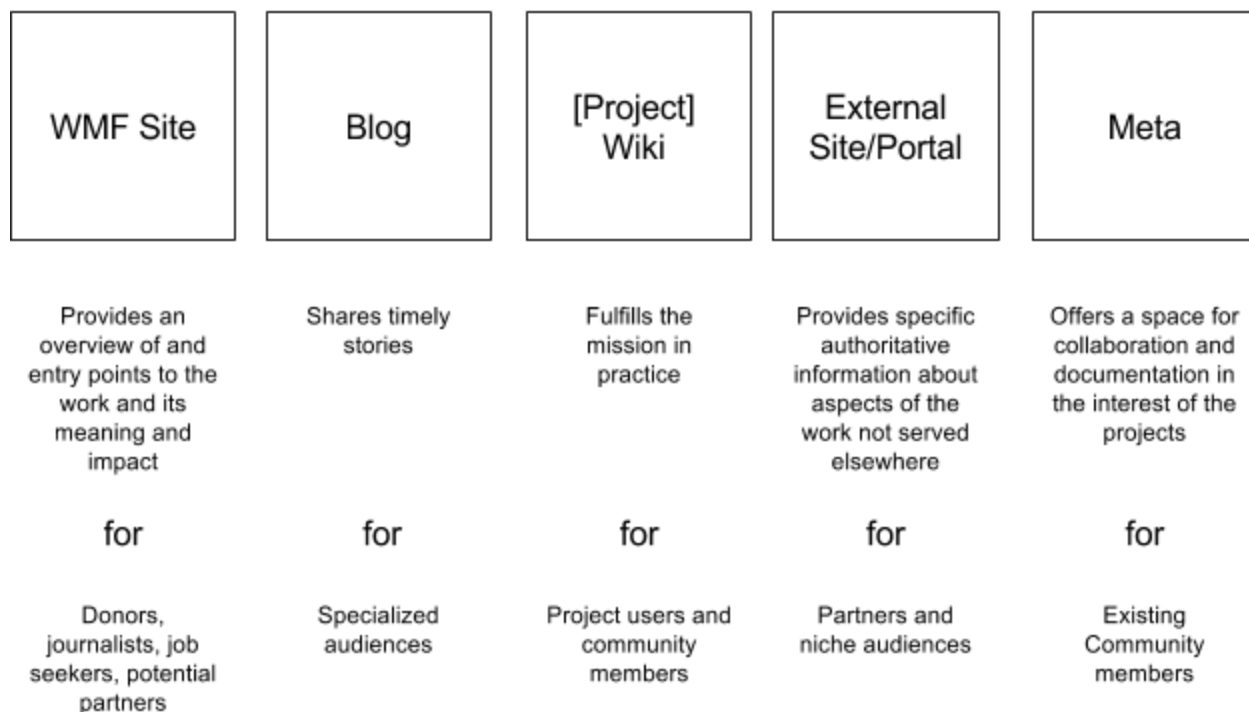 WMF Site
Blog
[Project]
Wiki
External
Site/Portal
Meta
Provides an
overview of and
entry points to the
work and its
meaning and
impact
Shares timely
stories
Fulfills the
mission in
practice
Provides specific
authoritative
information about
aspects of the
work not served
elsewhere
Offers a space for
collaboration and
documentation in
the interest of the
projects
for
for
for
for
for
Donors,
journalists, job
seekers, potential
partners
Specialized
audiences
Project users and
community
members
Partners and
niche audiences
Existing
Community
members